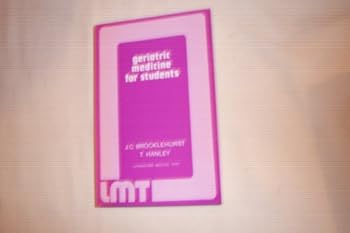 geriatric
medicine
for students
J C BROCKLEHURST
T. HANLEY
LMT